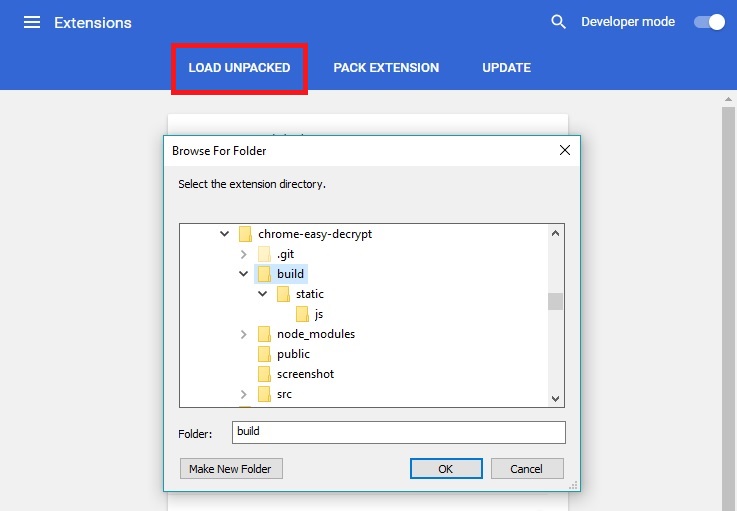 Extensions
Developer mode
LOAD UNPACKED
PACK EXTENSION
UPDATE
Browse For Folder
Select the extension directory.
chrome-easy-decrypt
.git
build
static
js
node_modules
public
screenshot
src
Folder:
build
Make New Folder
OK
Cancel